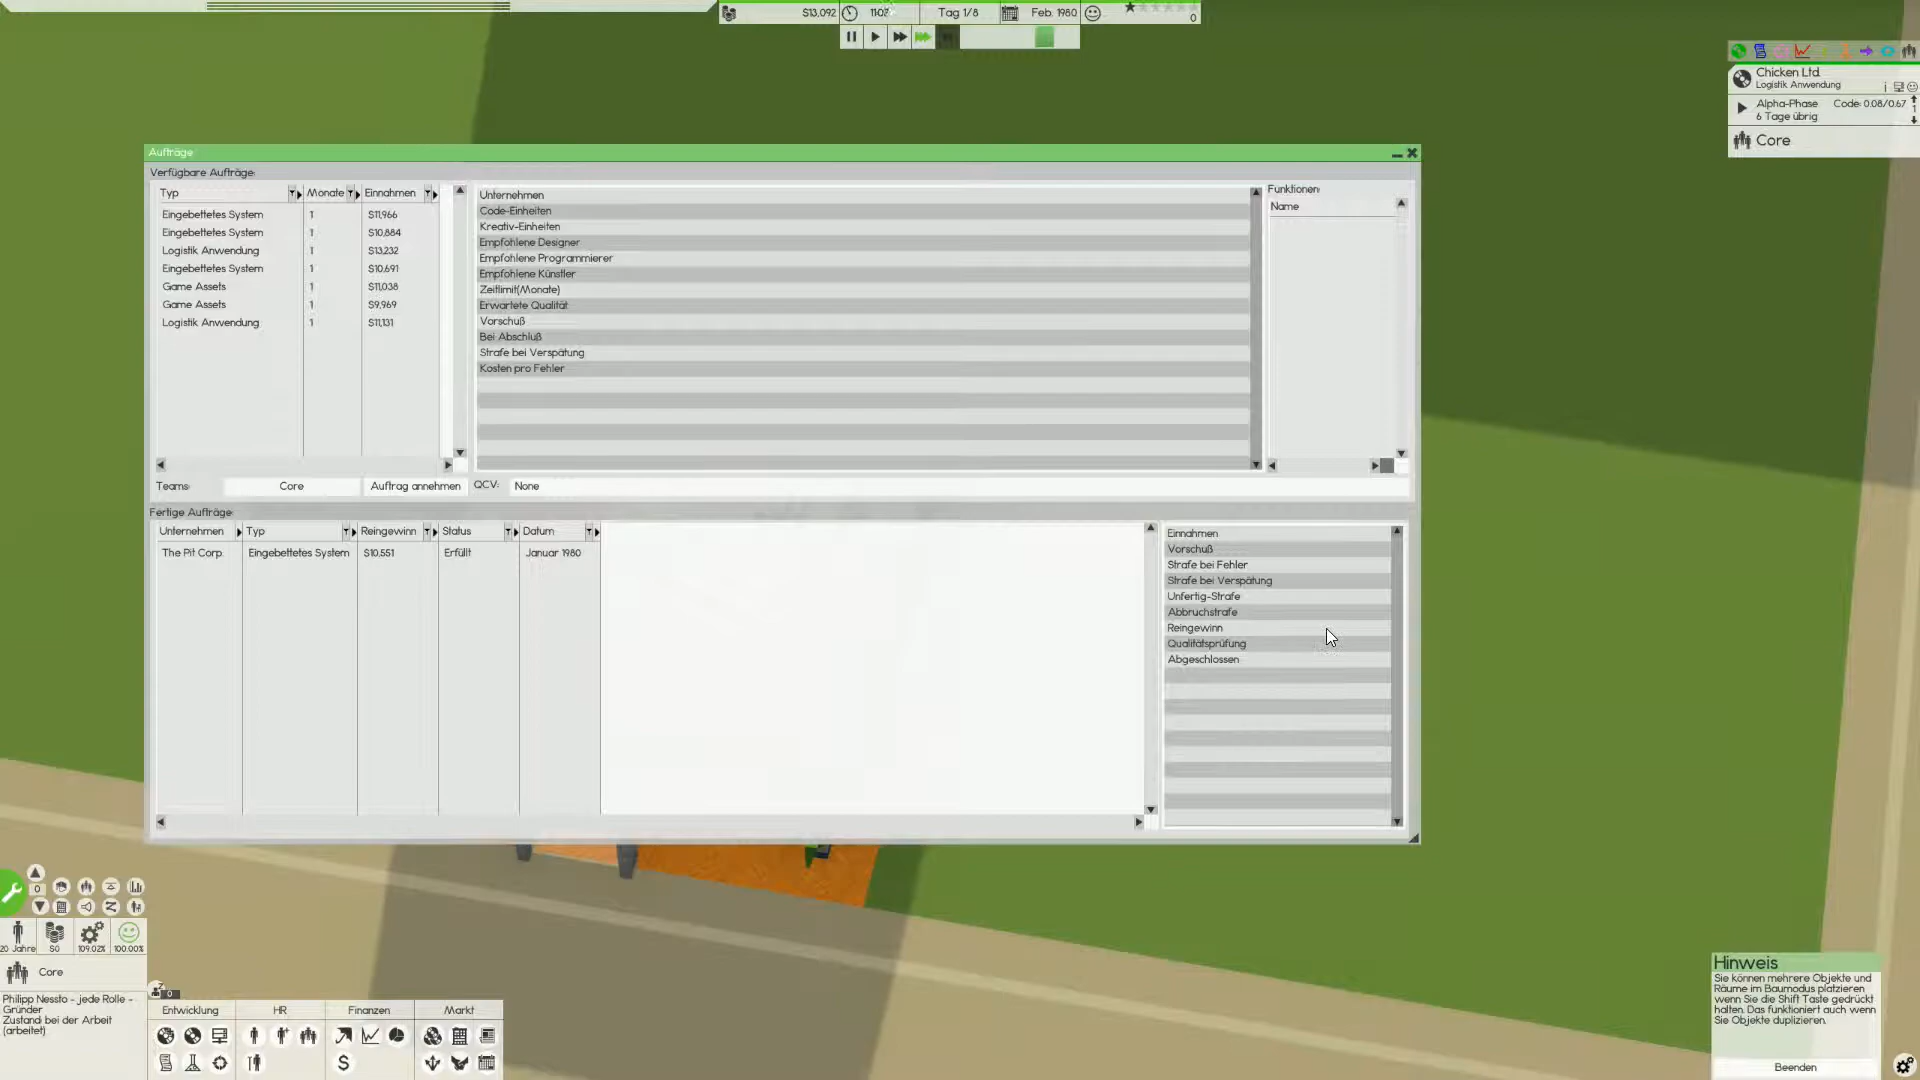 $13,092
Tag 1/8
Feb. 1980
0
Chicken Ltd.
Logistik Anwendung
Alpha-Phase Code: 0.08/0.67
6 Tage übrig
1
Core
Aufträge
Verfügbare Aufträge:
Typ Monate Einnahmen
Eingebettetes System 1 $11,966
Eingebettetes System 1 $10,884
Logistik Anwendung 1 $13,232
Eingebettetes System 1 $10,691
Game Assets 1 $11,038
Game Assets 1 $9,969
Logistik Anwendung 1 $11,131
Unternehmen
Code-Einheiten
Kreativ-Einheiten
Empfohlene Designer
Empfohlene Programmierer
Empfohlene Künstler
Zeitlimit(Monate)
Erwartete Qualität
Vorschuß
Bei Abschluß
Strafe bei Verspätung
Kosten pro Fehler
Funktionen:
Name
Teams: Core Auftrag annehmen QCV: None
Fertige Aufträge:
Unternehmen Typ Reingewinn Status Datum
The Pit Corp. Eingebettetes System $10,551 Erfüllt Januar 1980
Einnahmen
Vorschuß
Strafe bei Fehler
Strafe bei Verspätung
Unfertig-Strafe
Abbruchstrafe
Reingewinn
Qualitätsprüfung
Abgeschlossen
0
20 Jahre $0 109.02% 100.00%
Core
Philipp Nessto - jede Rolle -
Gründer
Zustand bei der Arbeit
(arbeitet)
0
Entwicklung HR Finanzen Markt
Hinweis
Sie können mehrere Objekte und
Räume im Baumodus platzieren
wenn Sie die Shift Taste gedrückt
halten. Das funktioniert auch wenn
Sie Objekte duplizieren.
Beenden